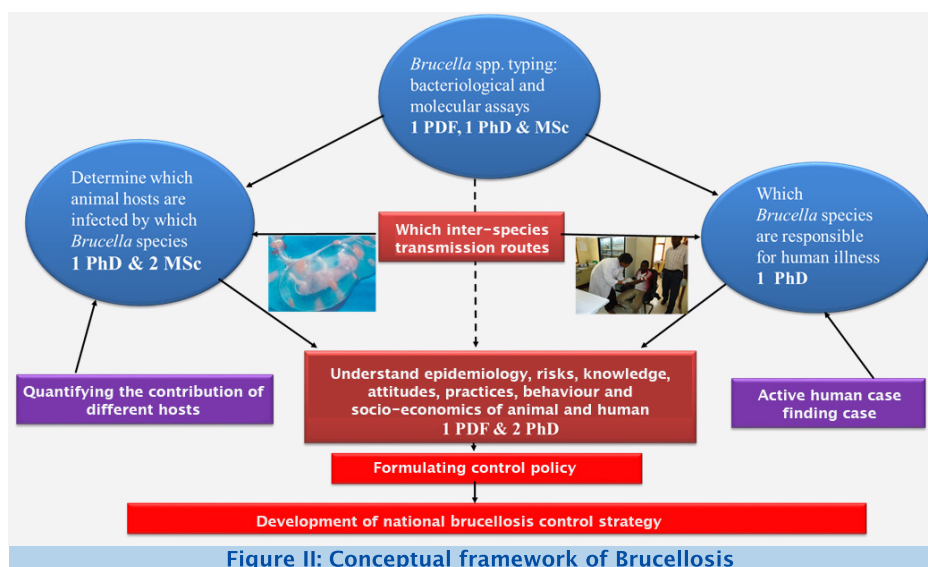 Brucella spp. typing:
bacteriological and
molecular assays
1 PDF, 1 PhD & MSc
Determine which
animal hosts are
infected by which
Brucella species
1 PhD & 2 MSc
Which inter-species
transmission routes
Which
Brucella species
are responsible
for human illness
1 PhD
Quantifying the contribution of
different hosts
Understand epidemiology, risks, knowledge,
attitudes, practices, behaviour and
socio-economics of animal and human
1 PDF & 2 PhD
Active human case
finding case
Formulating control policy
Development of national brucellosis control strategy
Figure II: Conceptual framework of Brucellosis